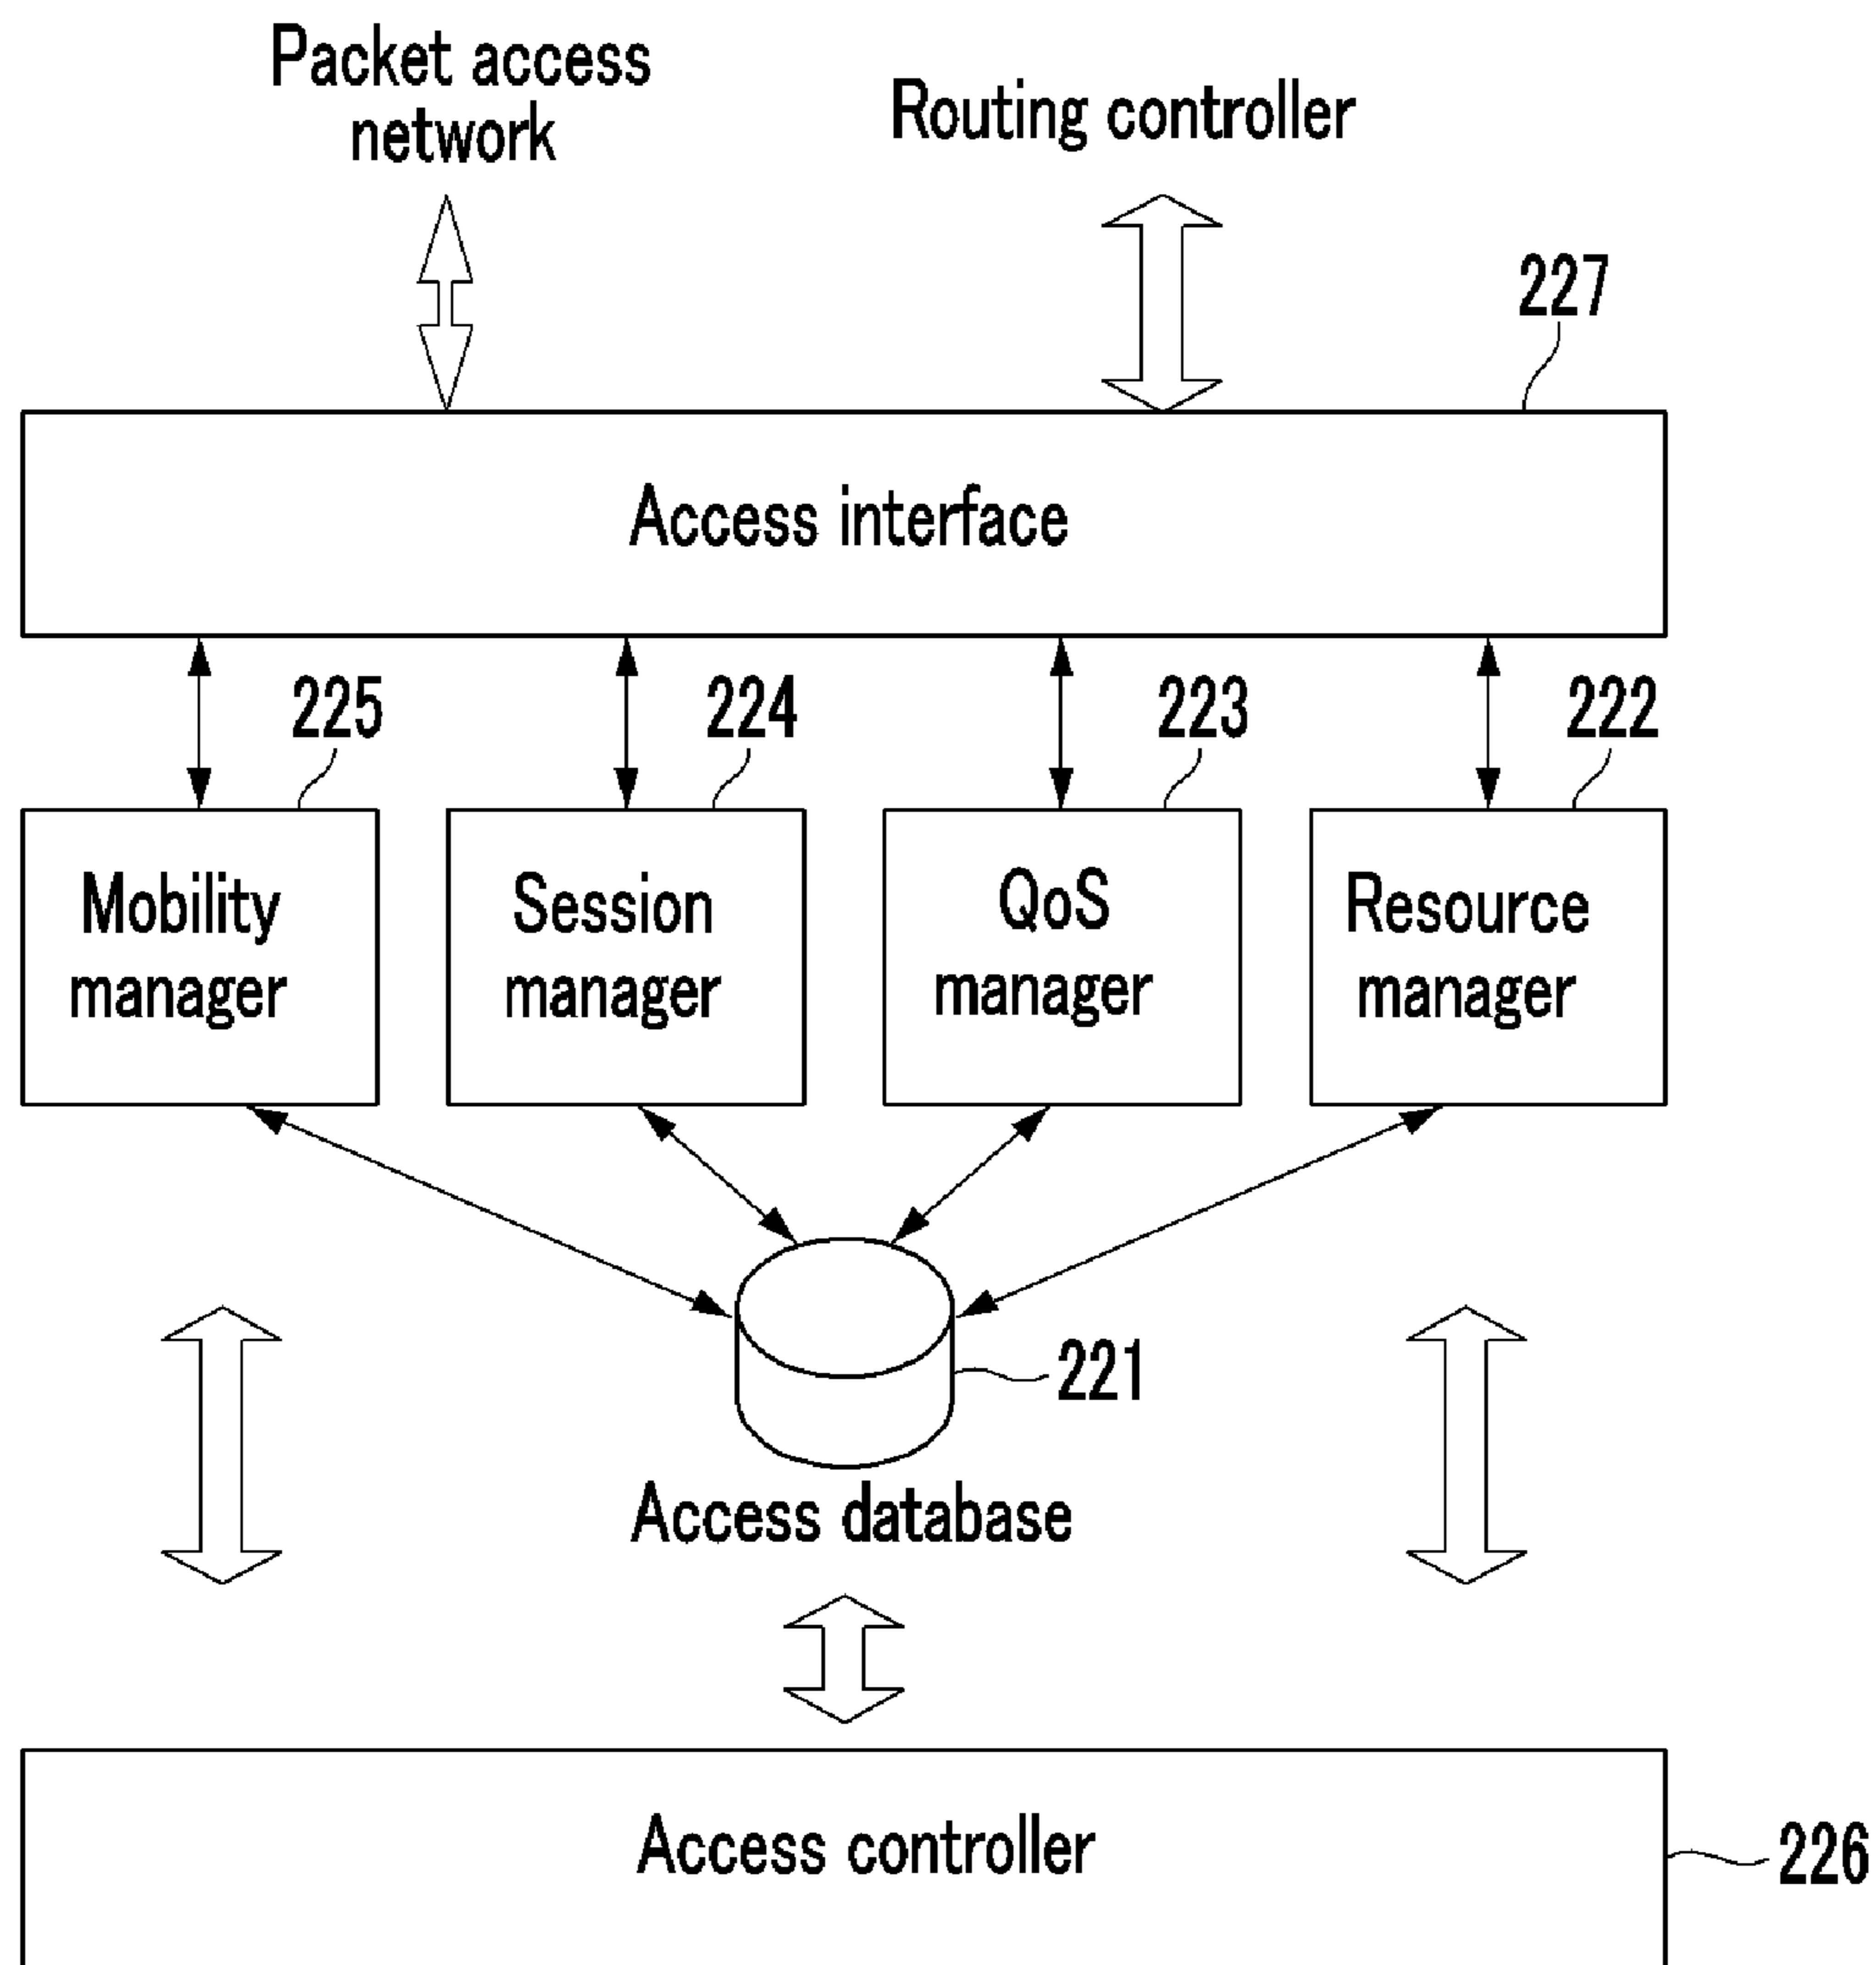 Packet access
network
Routing controller
227
Access interface
225
224
223
222
Mobility
manager
Session
manager
QoS
manager
Resource
manager
221
Access database
Access controller
226